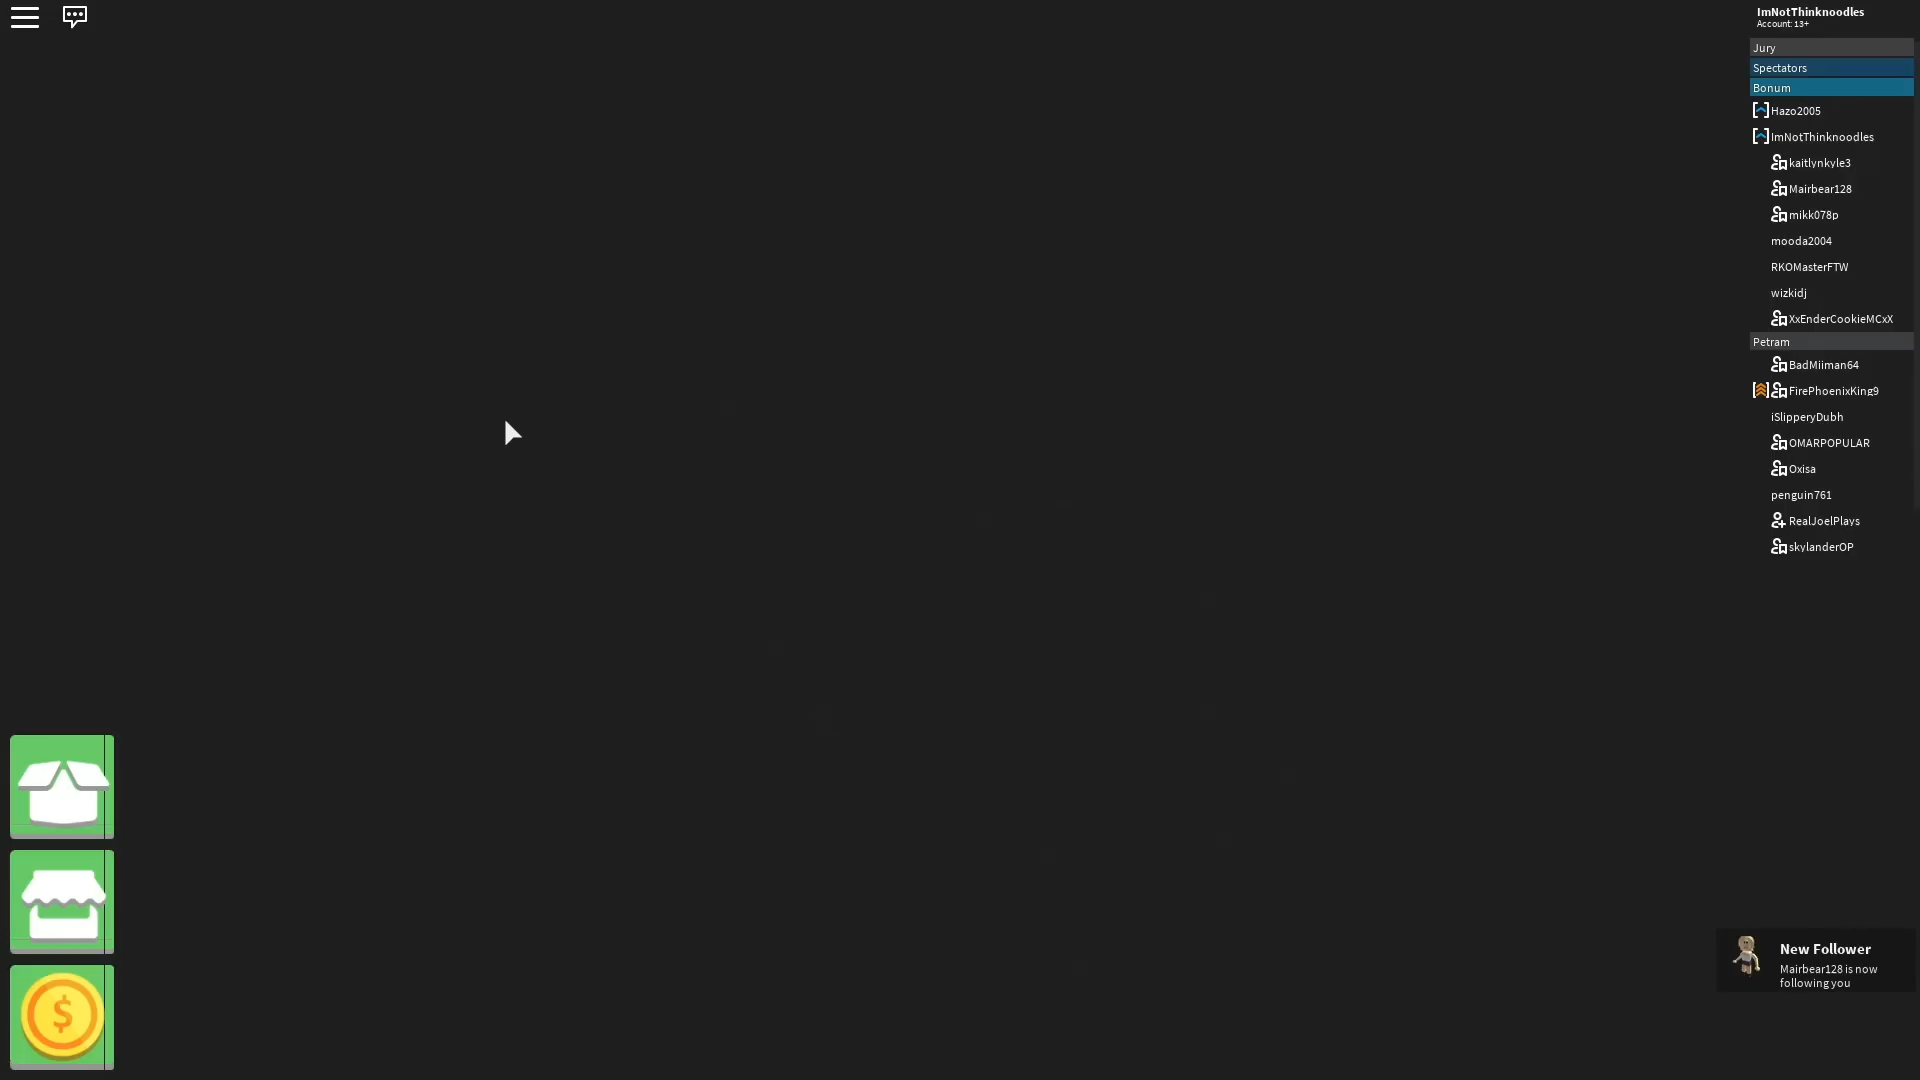 ImNotThinknoodles
Account: 13+
Jury
Spectators
Bonum
Hazo2005
ImNotThinknoodles
kaitlynkyle3
Mairbear128
mikk078p
mooda2004
RKOMasterFTW
wizkidj
XxEnderCookieMCxX
Petram
BadMiiman64
FirePhoenixKing9
iSlipperyDubh
OMARPOPULAR
Oxisa
penguin761
RealJoelPlays
skylanderOP
$
New Follower
Mairbear128 is now
following you